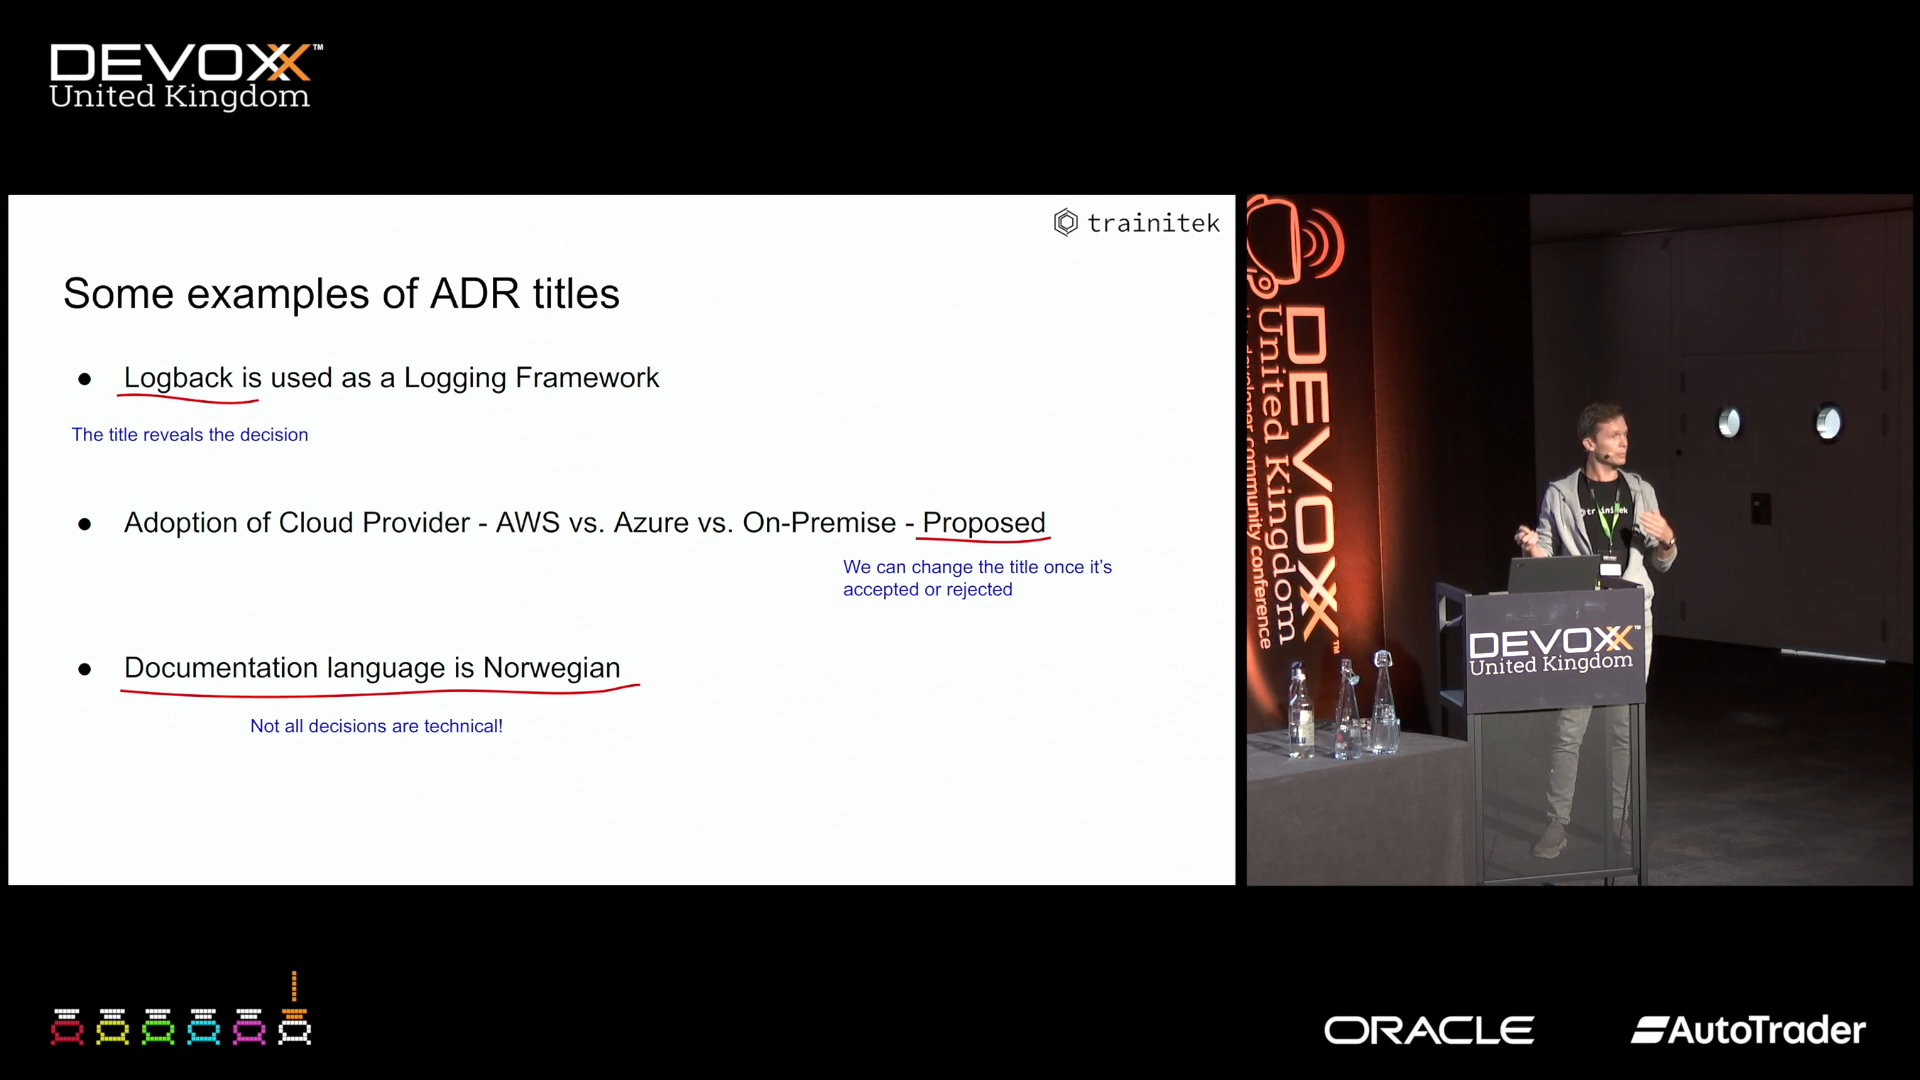 DEVOXX™
United Kingdom
trainitek
Some examples of ADR titles
● Logback is used as a Logging Framework
The title reveals the decision
● Adoption of Cloud Provider - AWS vs. Azure vs. On-Premise - Proposed
We can change the title once it's
accepted or rejected
● Documentation language is Norwegian
Not all decisions are technical!
DEVOXX™
United Kingdom
developer community conference
trainitek
DEVOXX™
United Kingdom
ORACLE
AutoTrader